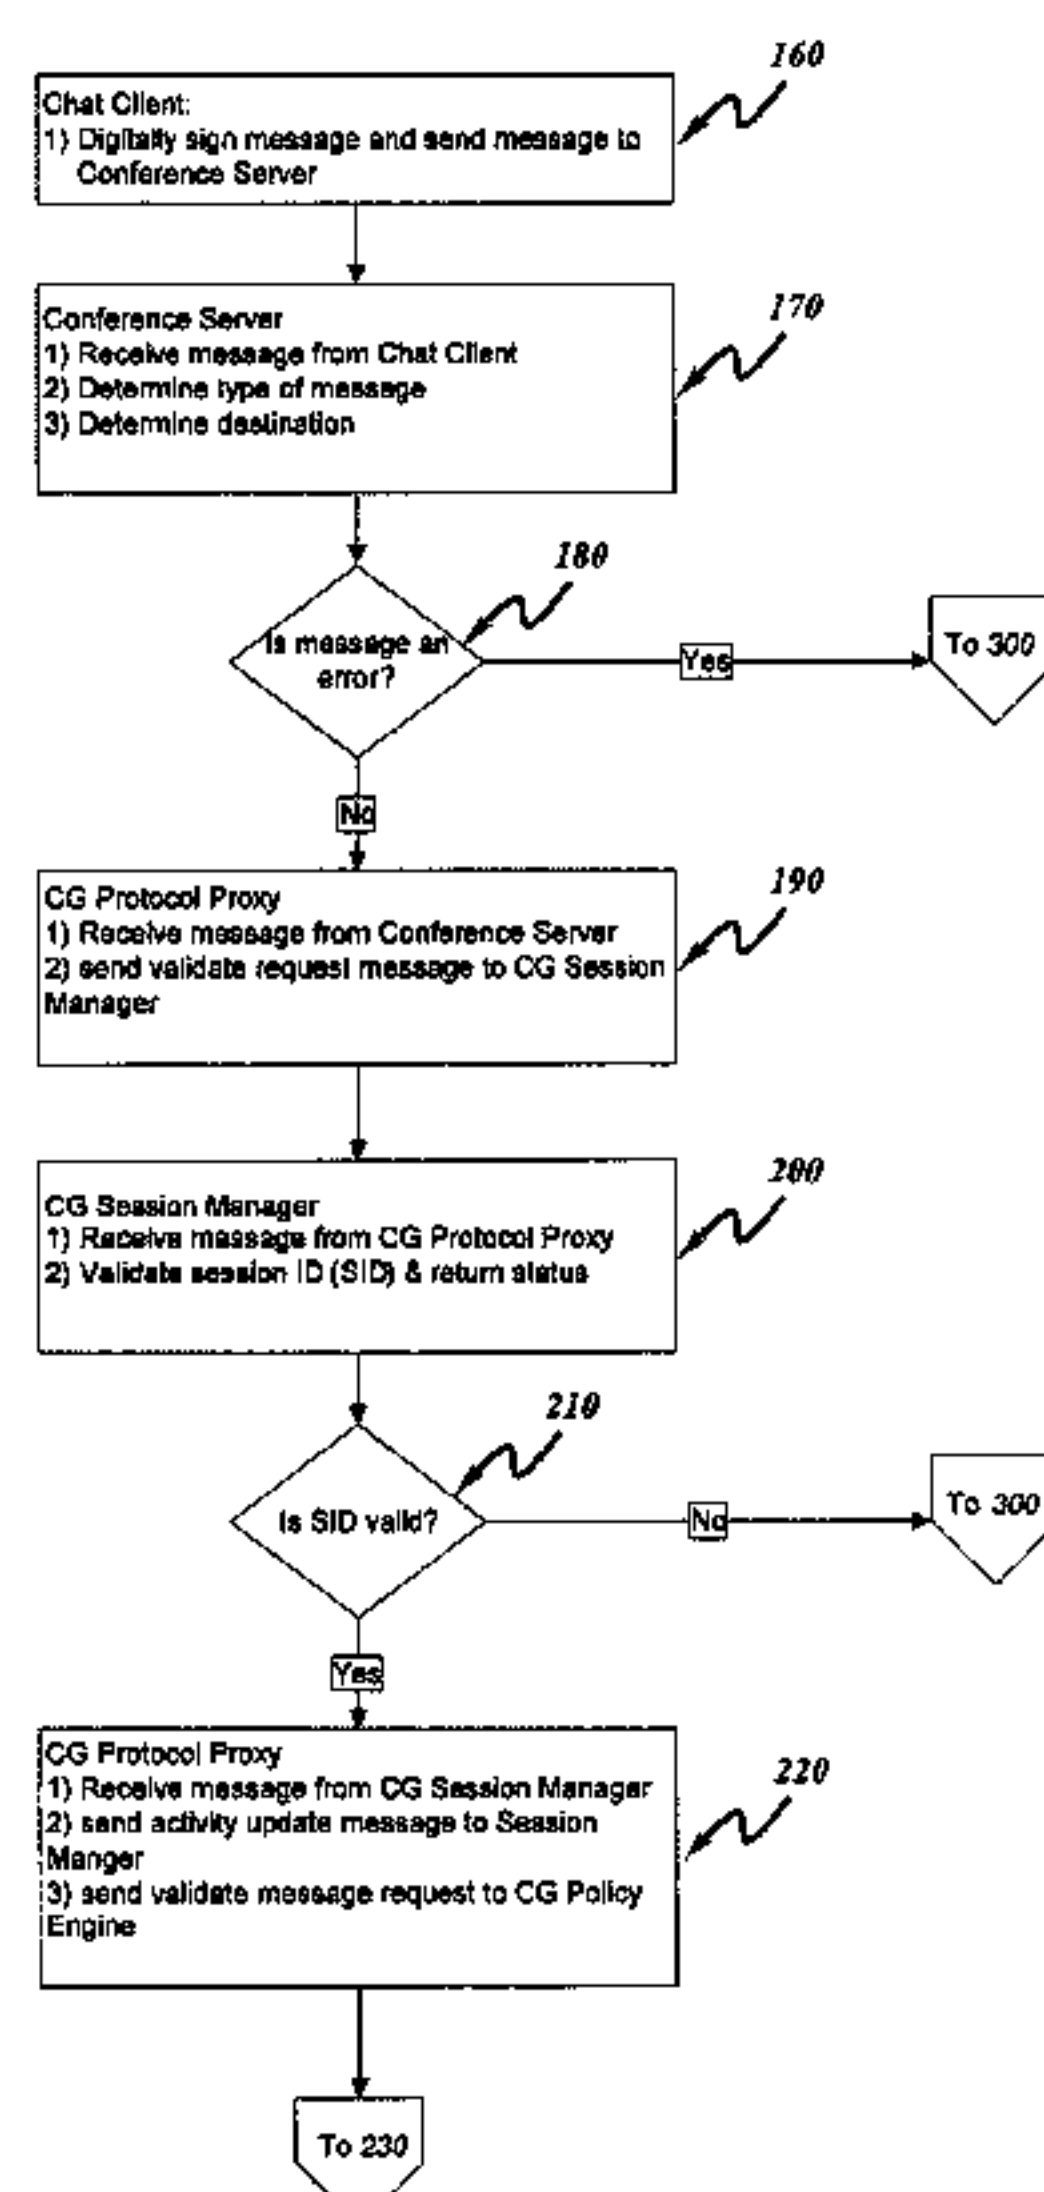 160
Chat Client:
1) Digitally sign message and send message to
Conference Server
170
Conference Server
1) Receive message from Chat Client
2) Determine type of message
3) Determine destination
180
Is message an
error?
Yes
To 300
No
190
CG Protocol Proxy
1) Receive message from Conference Server
2) send validate request message to CG Session
Manager
200
CG Session Manager
1) Receive message from CG Protocol Proxy
2) Validate session ID (SID) & return status
210
Is SID valid?
No
To 300
Yes
220
CG Protocol Proxy
1) Receive message from CG Session Manager
2) send activity update message to Session
Manger
3) send validate message request to CG Policy
Engine
To 230